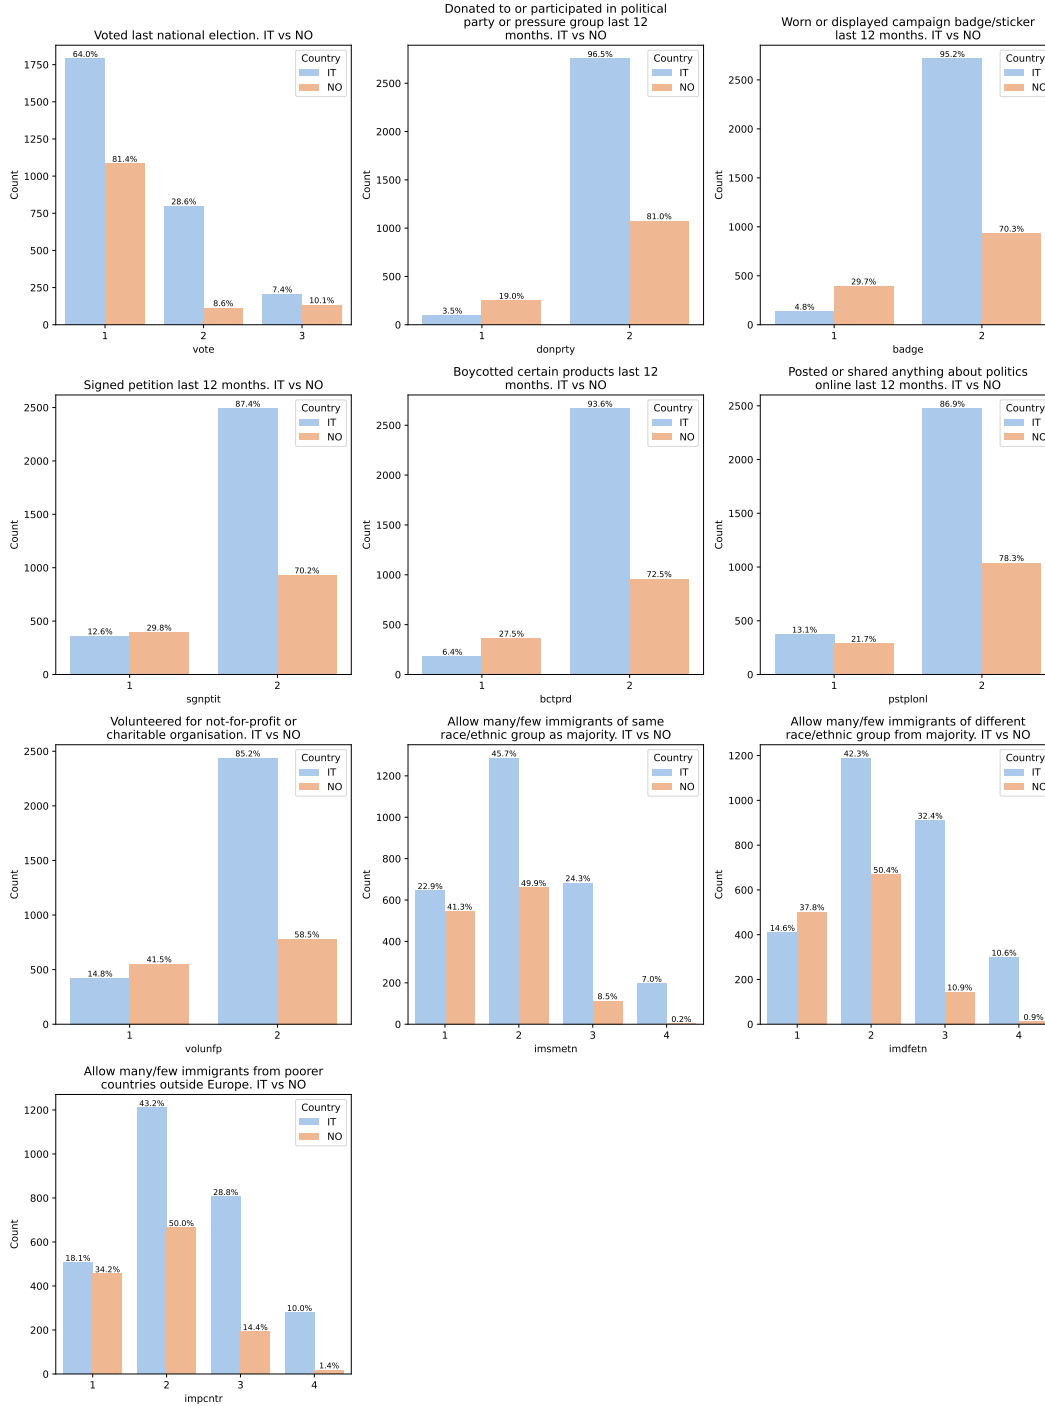 Voted last national election. IT vs NO
64.0%
81.4%
28.6%
8.6%
7.4%
10.1%
Country
IT
NO
0
250
500
750
1000
1250
1500
1750
Count
1 2 3
vote
Donated to or participated in political
party or pressure group last 12
months. IT vs NO
3.5%
19.0%
96.5%
81.0%
Country
IT
NO
0
500
1000
1500
2000
2500
Count
1 2
donprty
Worn or displayed campaign badge/sticker
last 12 months. IT vs NO
4.8%
29.7%
95.2%
70.3%
Country
IT
NO
0
500
1000
1500
2000
2500
Count
1 2
badge
Signed petition last 12 months. IT vs NO
12.6%
29.8%
87.4%
70.2%
Country
IT
NO
0
500
1000
1500
2000
2500
Count
1 2
sgnptit
Boycotted certain products last 12
months. IT vs NO
6.4%
27.5%
93.6%
72.5%
Country
IT
NO
0
500
1000
1500
2000
2500
Count
1 2
bctprd
Posted or shared anything about politics
online last 12 months. IT vs NO
13.1%
21.7%
86.9%
78.3%
Country
IT
NO
0
500
1000
1500
2000
2500
Count
1 2
pstplonl
Volunteered for not-for-profit or
charitable organisation. IT vs NO
14.8%
41.5%
85.2%
58.5%
Country
IT
NO
0
500
1000
1500
2000
2500
Count
1 2
volunfp
Allow many/few immigrants of same
race/ethnic group as majority. IT vs NO
22.9%
41.3%
45.7%
49.9%
24.3%
8.5%
7.0%
0.2%
Country
IT
NO
0
200
400
600
800
1000
1200
Count
1 2 3 4
imsmetn
Allow many/few immigrants of different
race/ethnic group from majority. IT vs NO
14.6%
37.8%
42.3%
50.4%
32.4%
10.9%
10.6%
0.9%
Country
IT
NO
0
200
400
600
800
1000
1200
Count
1 2 3 4
imdfetn
Allow many/few immigrants from poorer
countries outside Europe. IT vs NO
18.1%
34.2%
43.2%
50.0%
28.8%
14.4%
10.0%
1.4%
Country
IT
NO
0
200
400
600
800
1000
1200
Count
1 2 3 4
impcntr